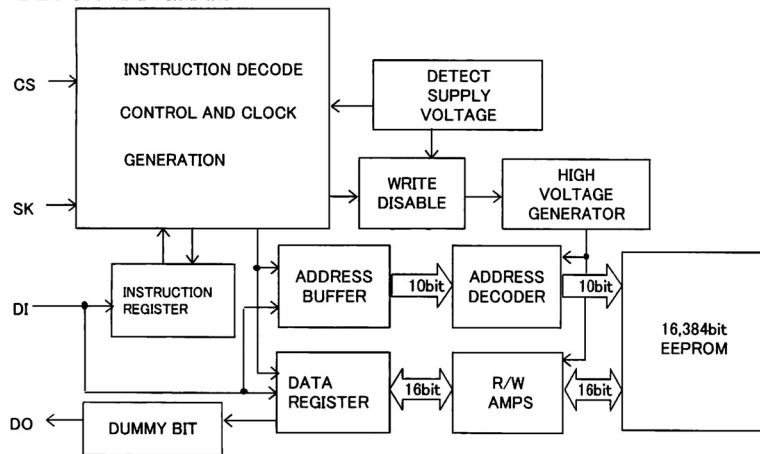 CS
SK
DI
DO
INSTRUCTION DECODE
CONTROL AND CLOCK
GENERATION
DETECT
SUPPLY
VOLTAGE
WRITE
DISABLE
HIGH
VOLTAGE
GENERATOR
INSTRUCTION
REGISTER
ADDRESS
BUFFER
10bit
ADDRESS
DECODER
10bit
16,384bit
EEPROM
DATA
REGISTER
16bit
R/W
AMPS
16bit
DUMMY BIT